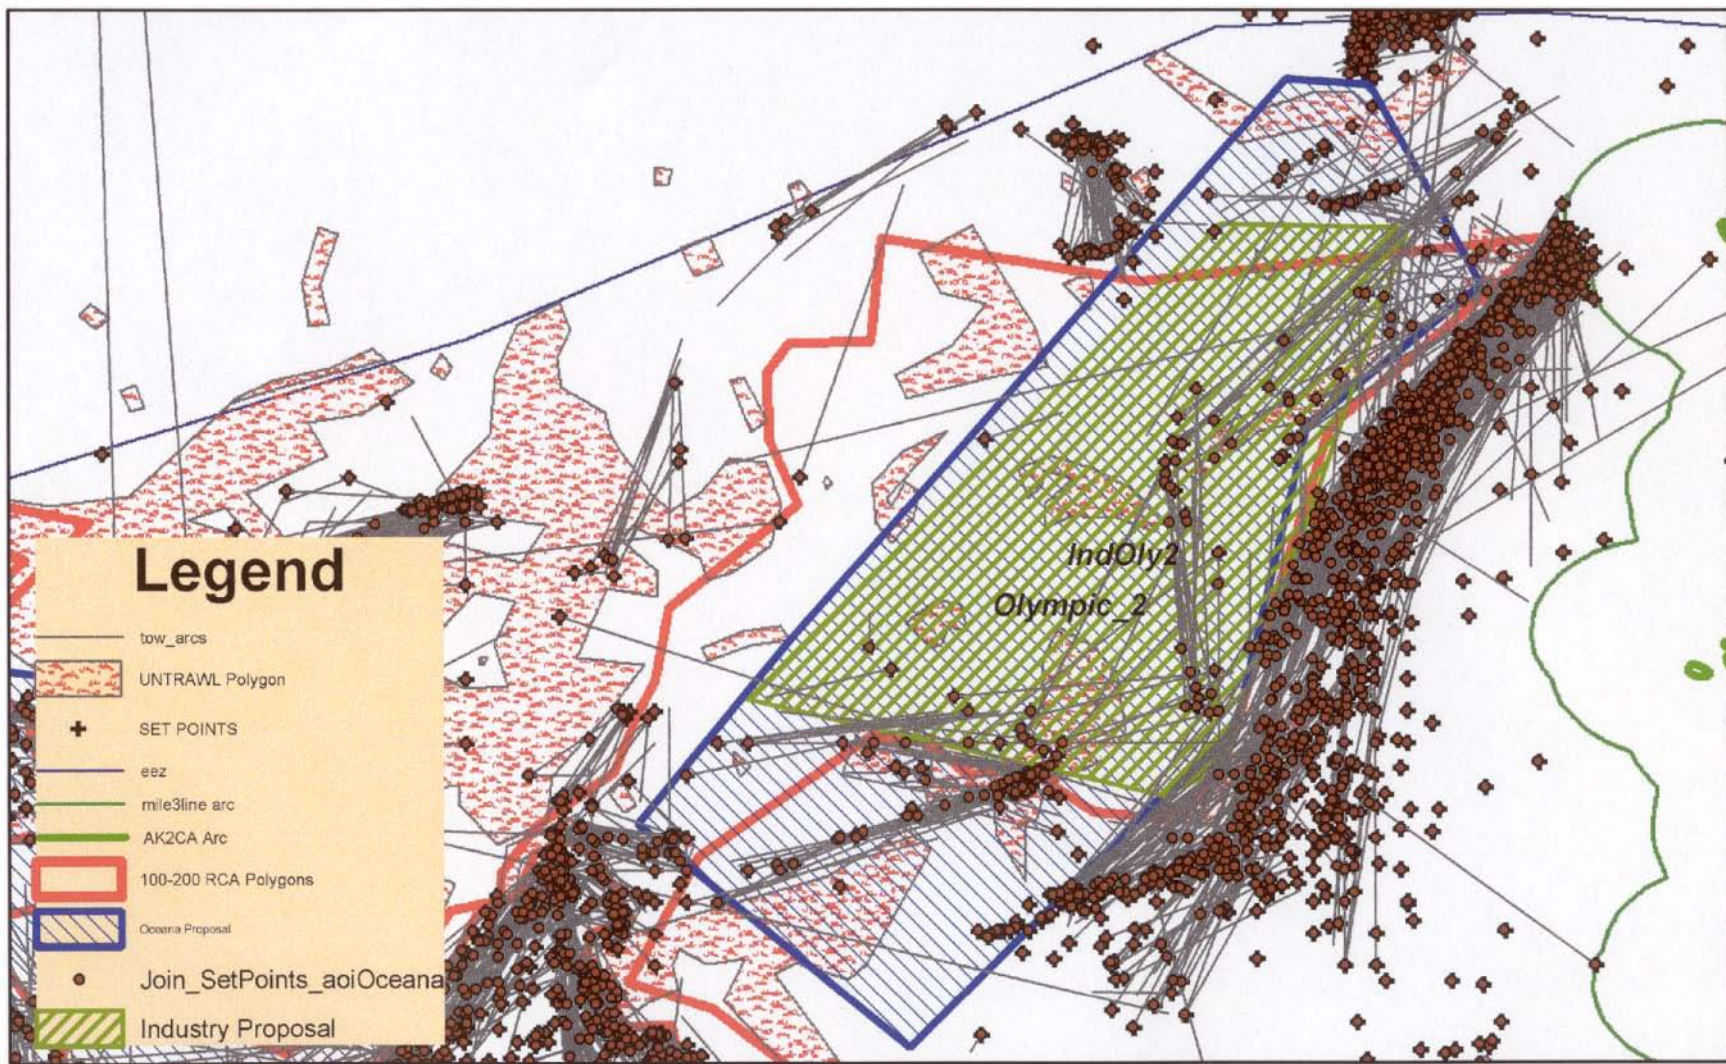 IndOly2
Olympic_2
Legend
tow_arcs
UNTRAWL Polygon
SET POINTS
eez
mile3line arc
AK2CA Arc
100-200 RCA Polygons
Oceana Proposal
Join_SetPoints_aoiOceana
Industry Proposal